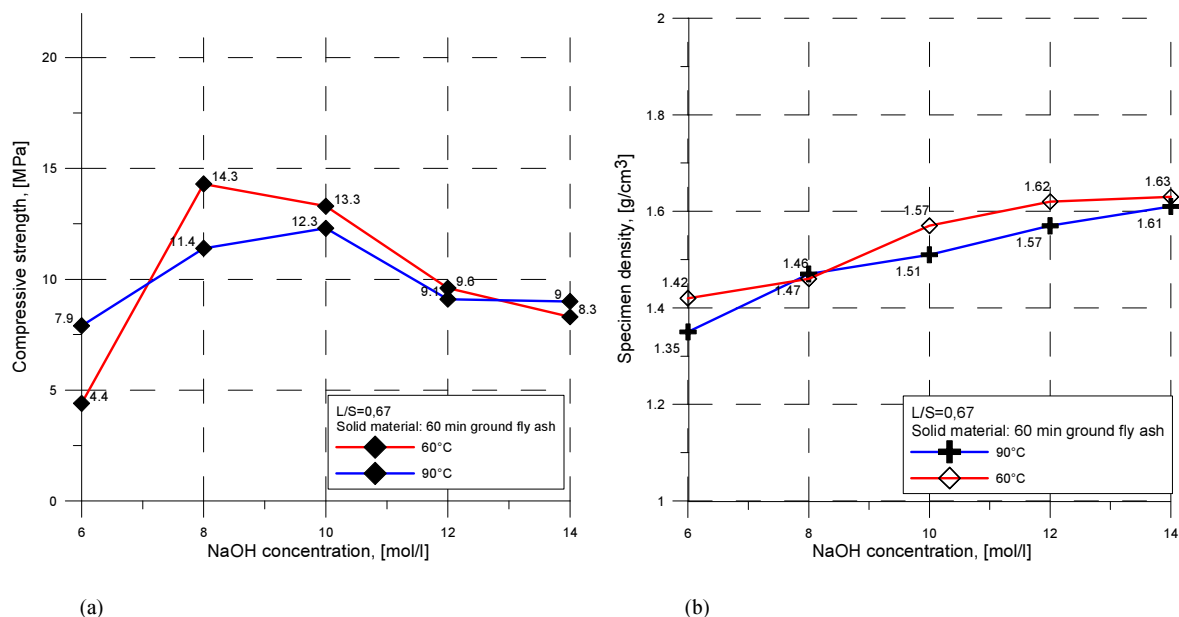 Compressive strength, [MPa]
20
15
10
5
0
14.3
13.3
12.3
11.4
7.9
4.4
9.6
9.1
9
8.3
L/S=0,67
Solid material: 60 min ground fly ash
60°C
90°C
6 8 10 12 14
NaOH concentration, [mol/l]
(a)
Specimen density, [g/cm³]
2
1.8
1.6
1.4
1.2
1
1.42
1.35
1.46
1.47
1.57
1.51
1.62
1.57
1.63
1.61
L/S=0,67
Solid material: 60 min ground fly ash
90°C
60°C
6 8 10 12 14
NaOH concentration, [mol/l]
(b)